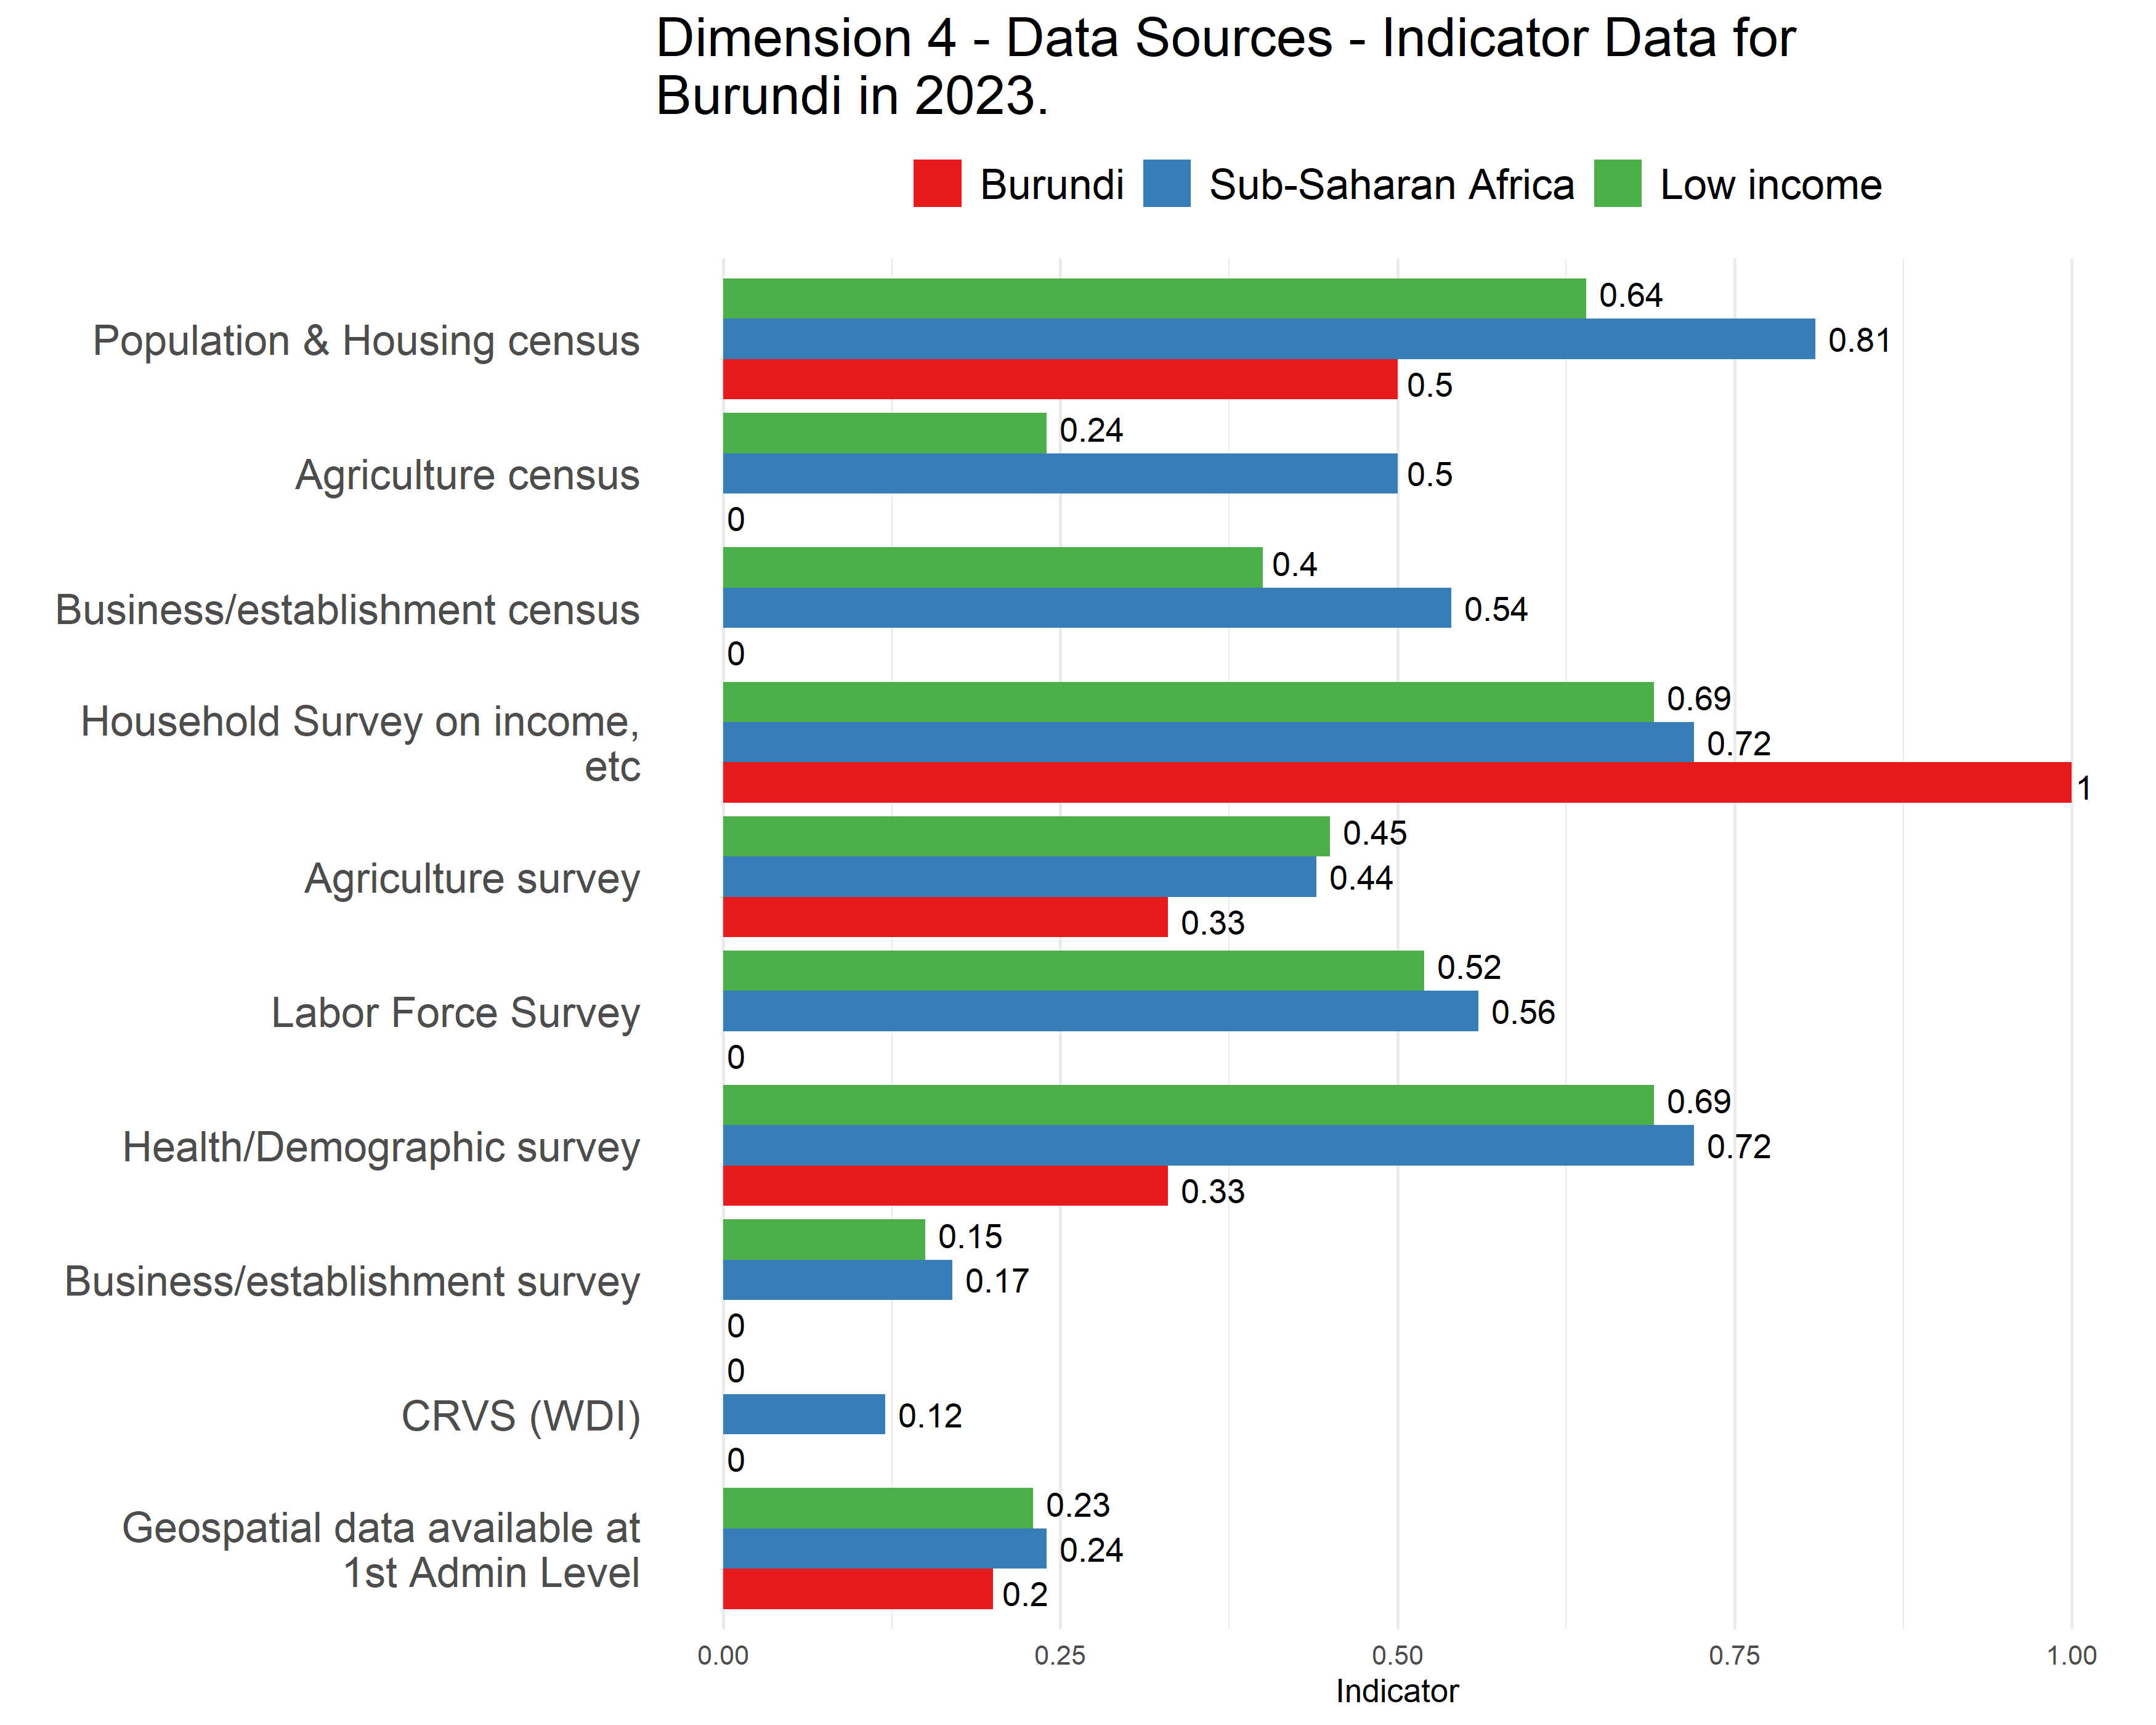 Dimension 4 - Data Sources - Indicator Data for
Burundi in 2023.
Burundi
Sub-Saharan Africa
Low income
Population & Housing census
0.64
0.81
0.5
Agriculture census
0.24
0.5
0
Business/establishment census
0.4
0.54
0
Household Survey on income,
etc
0.69
0.72
1
Agriculture survey
0.45
0.44
0.33
Labor Force Survey
0.52
0.56
0
Health/Demographic survey
0.69
0.72
0.33
Business/establishment survey
0.15
0.17
0
CRVS (WDI)
0
0.12
0
Geospatial data available at
1st Admin Level
0.23
0.24
0.2
0.00
0.25
0.50
0.75
1.00
Indicator